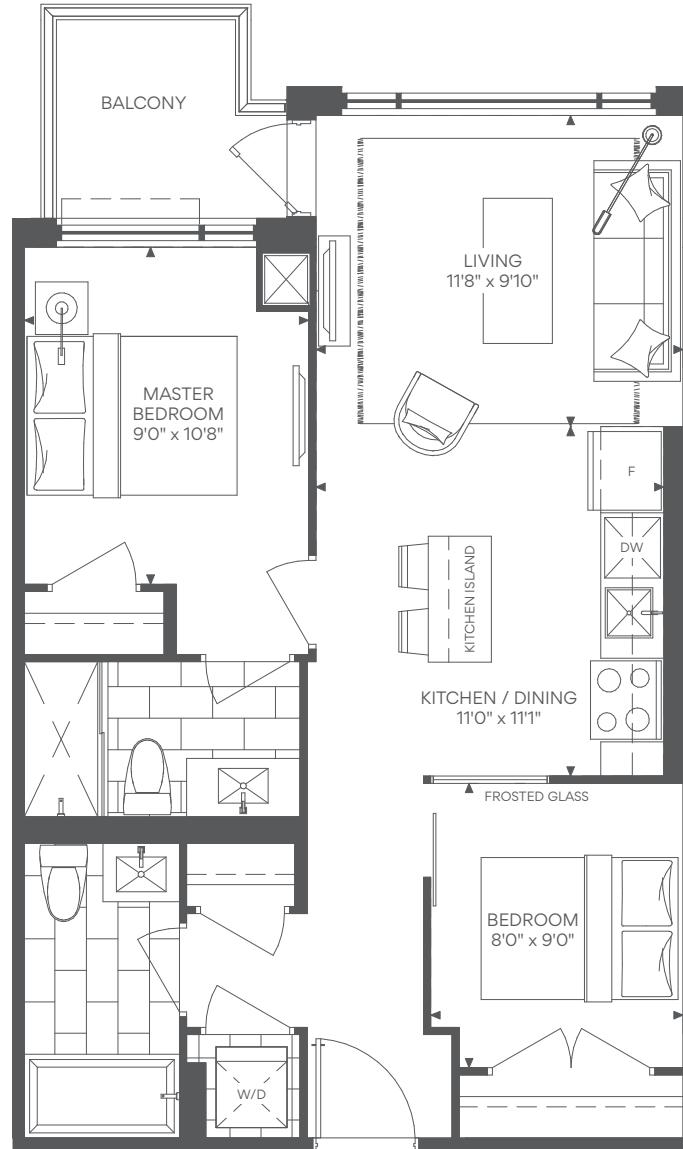 BALCONY
LIVING
11'8" x 9'10"
MASTER
BEDROOM
9'0" x 10'8"
F
DW
KITCHEN ISLAND
KITCHEN / DINING
11'0" x 11'1"
FROSTED GLASS
BEDROOM
8'0" x 9'0"
W/D